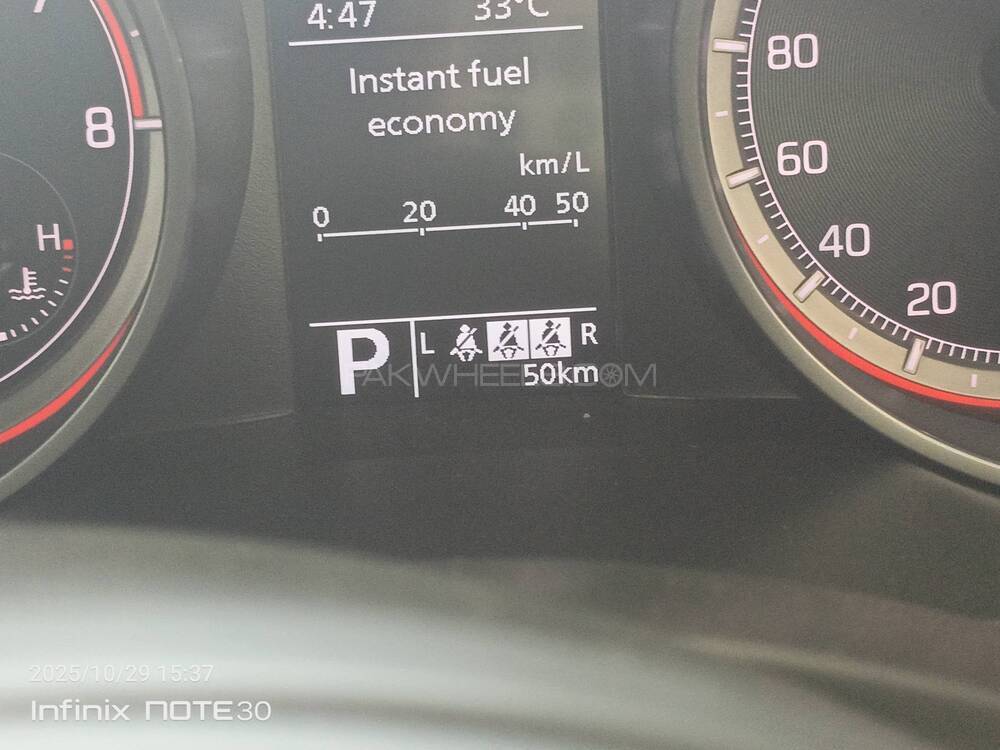 4:47 33°C
Instant fuel
economy
km/L
0 20 40 50
P L R
50km
8
H
80
60
40
20
PAKWHEELS.COM
2025/10/29 15:37
Infinix NOTE30